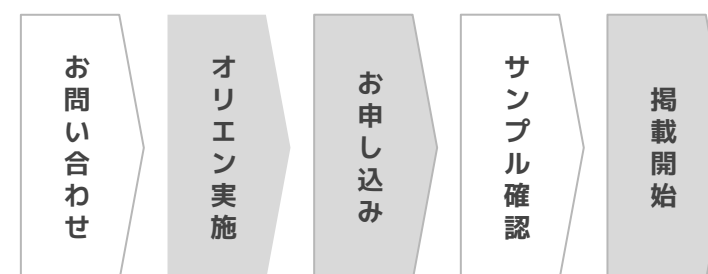 お問い合わせ
オリエン実施
お申し込み
サンプル確認
掲載開始